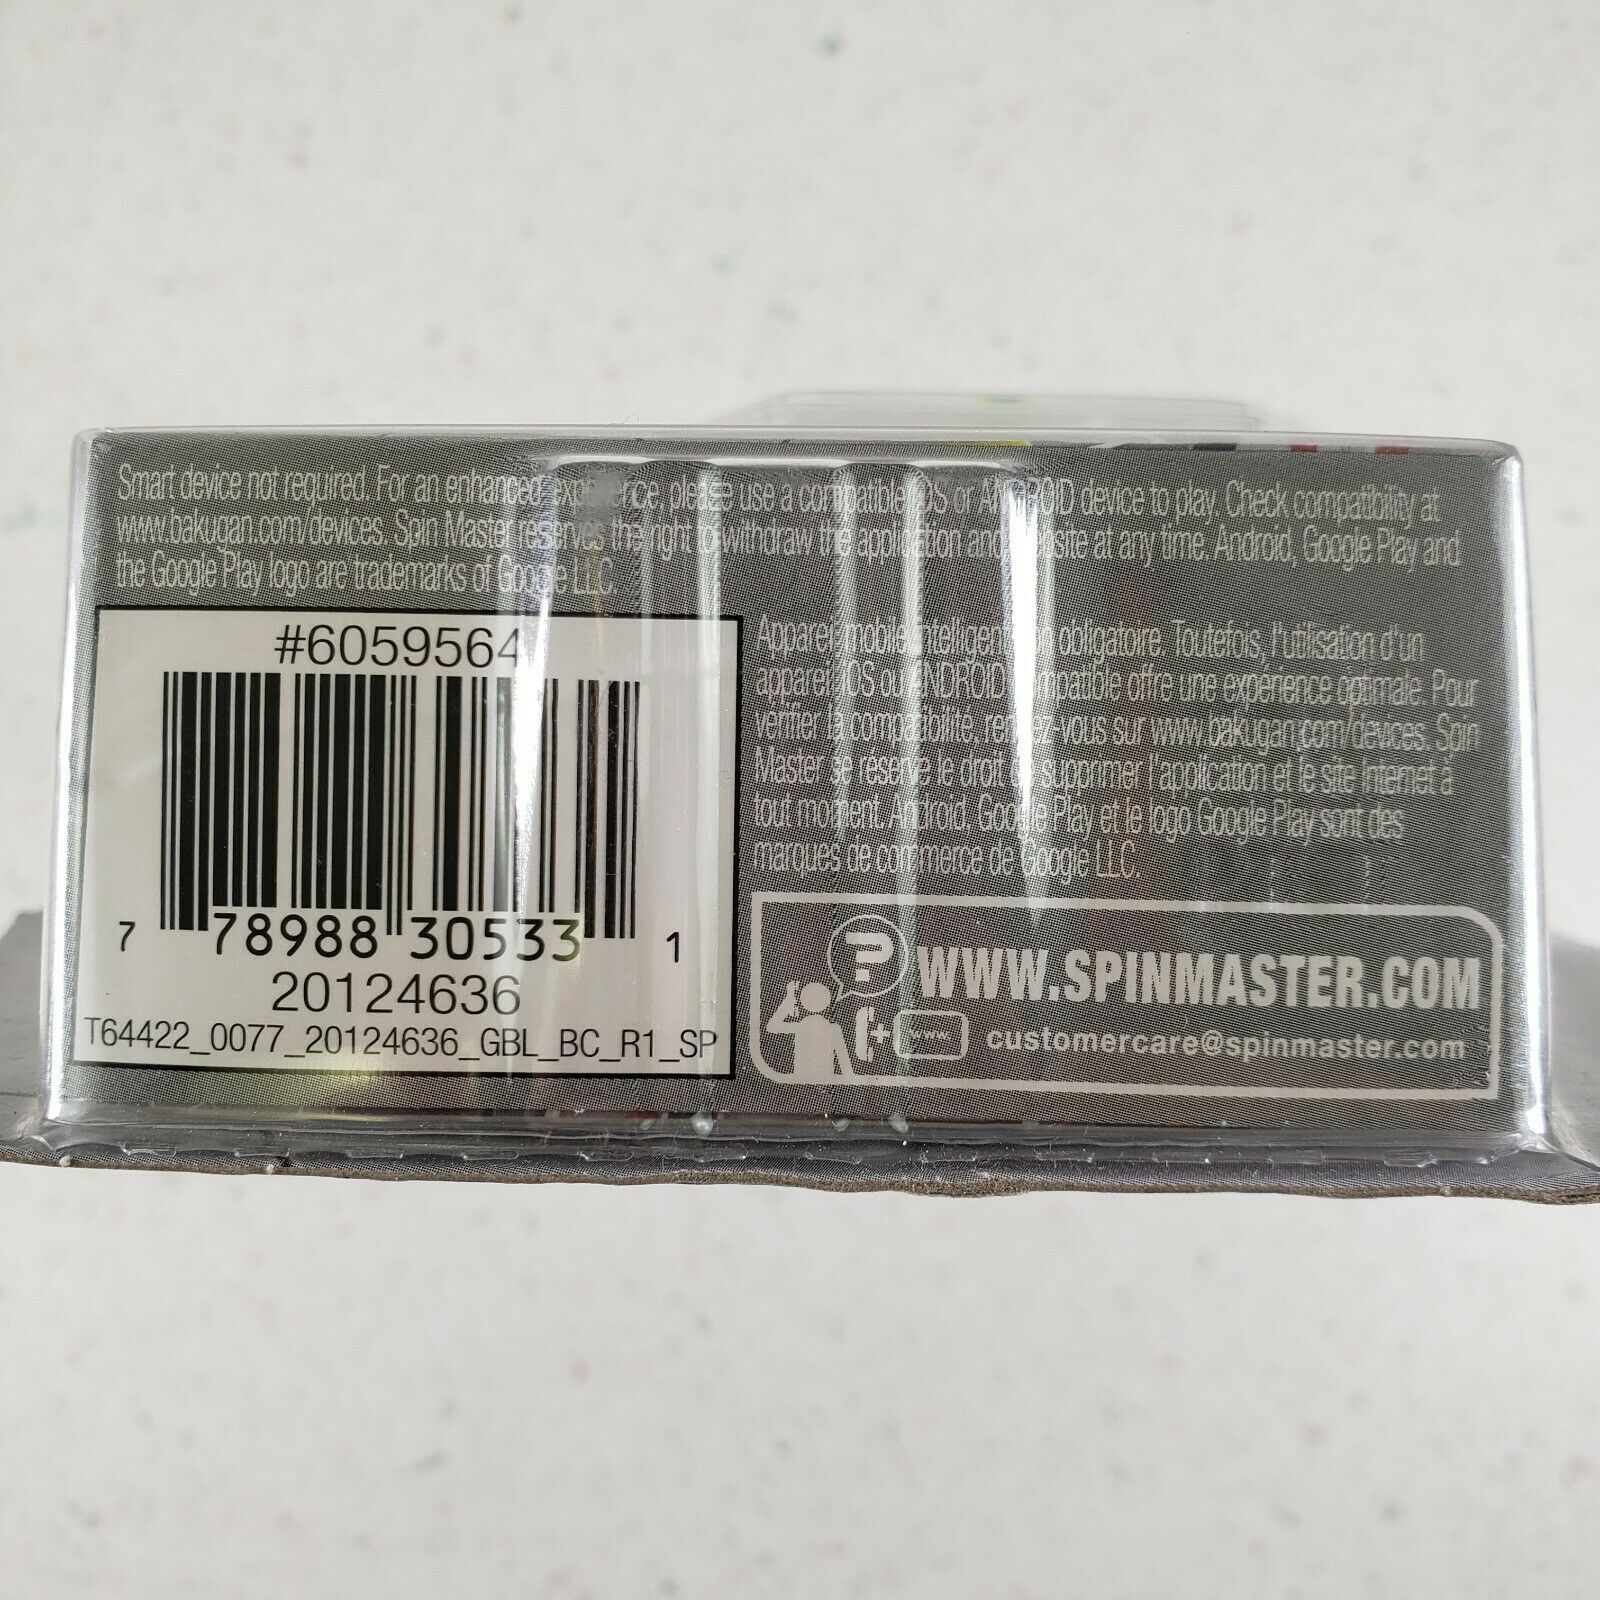 Smart device not required. For an enhanced experience, please use a compatible iOS or ANDROID device to play. Check compatibility at
www.bakugan.com/devices. Spin Master reserves the right to withdraw the application and website at any time. Android, Google Play and
the Google Play logo are trademarks of Google LLC.
#6059564
7 78988 30533 1
20124636
T64422_0077_20124636_GBL_BC_R1_SP
Appareil mobile intelligent non obligatoire. Toutefois, l'utilisation d'un
appareil iOS ou ANDROID compatible offre une expérience optimale. Pour
vérifier la compatibilité, rendez-vous sur www.bakugan.com/devices. Spin
Master se réserve le droit de supprimer l'application et le site Internet à
tout moment. Android, Google Play et le logo Google Play sont des
marques de commerce de Google LLC.
?
WWW.SPINMASTER.COM
+ www
customercare@spinmaster.com